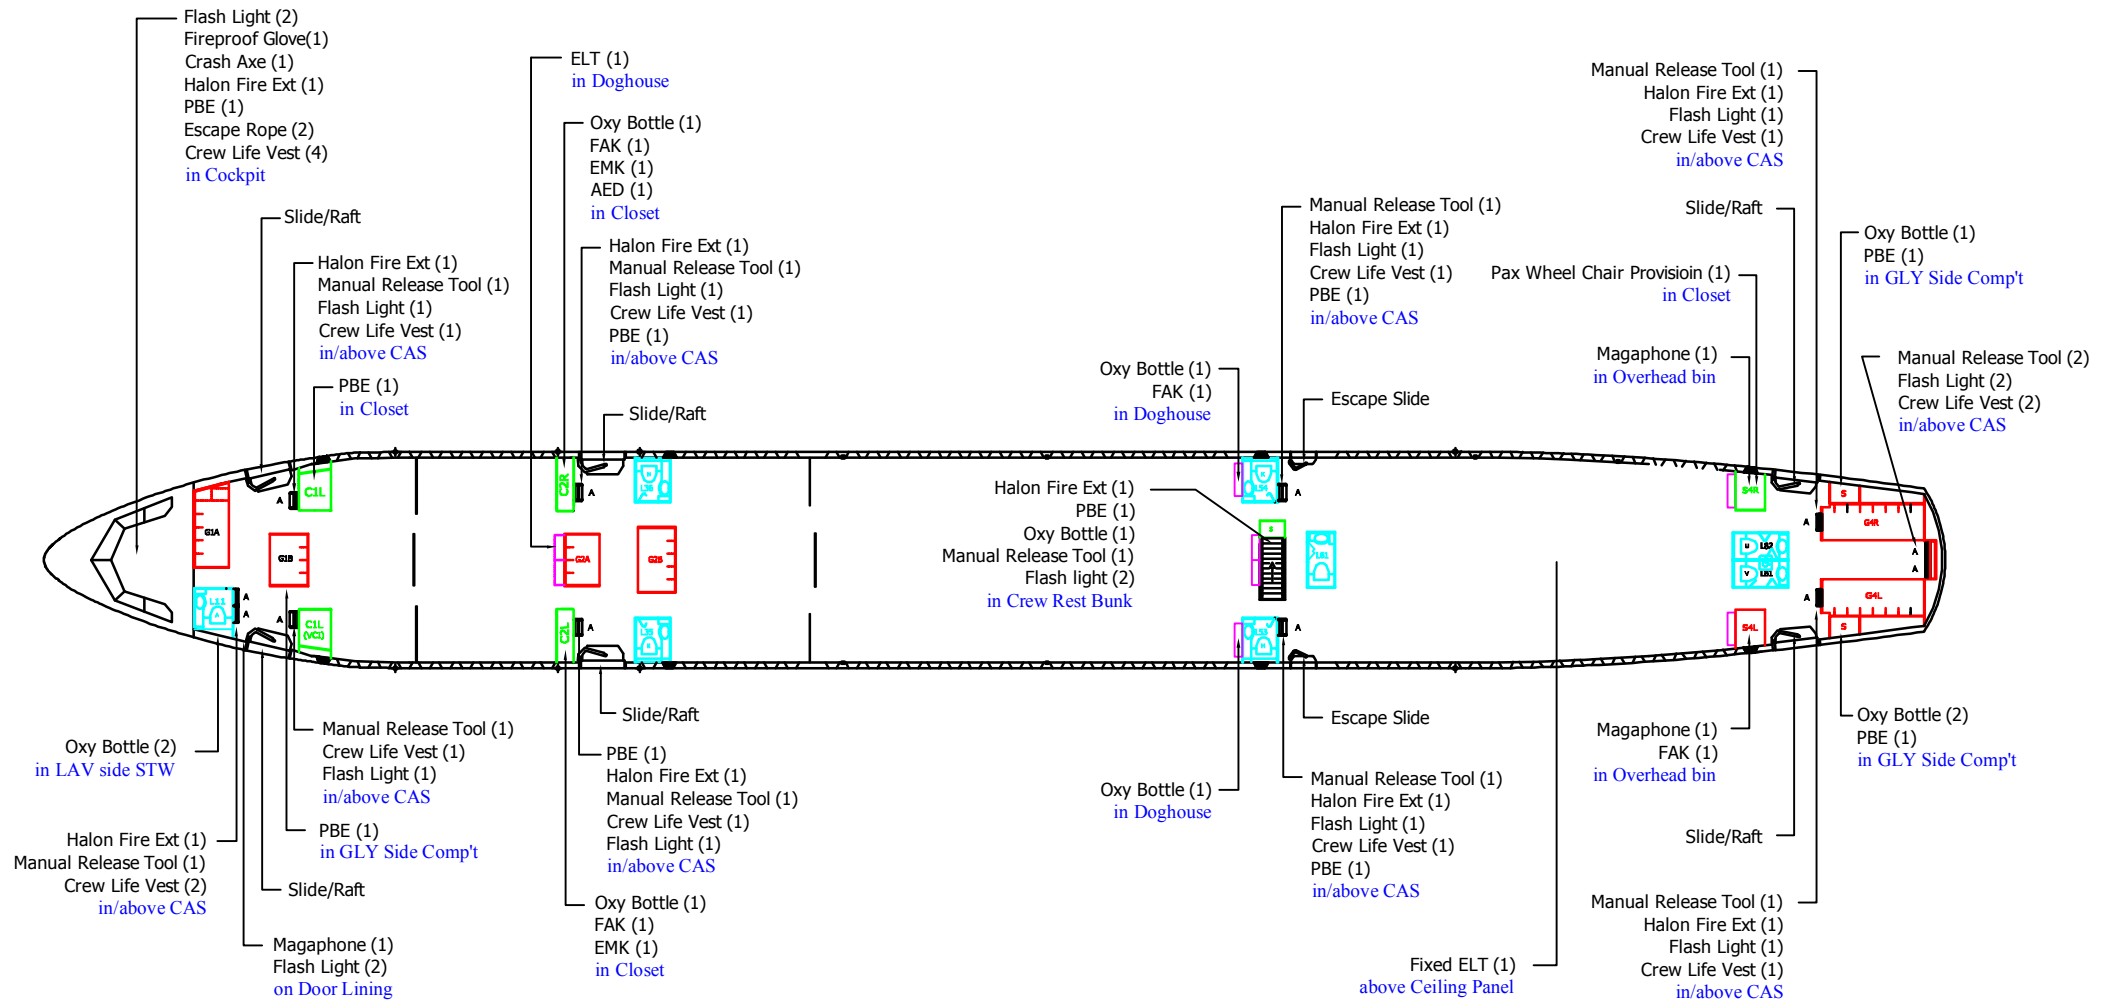 Flash Light (2)
Fireproof Glove(1)
Crash Axe (1)
Halon Fire Ext (1)
PBE (1)
Escape Rope (2)
Crew Life Vest (4)
in Cockpit
ELT (1)
in Doghouse
Oxy Bottle (1)
FAK (1)
EMK (1)
AED (1)
in Closet
Manual Release Tool (1)
Halon Fire Ext (1)
Flash Light (1)
Crew Life Vest (1)
in/above CAS
Slide/Raft
Halon Fire Ext (1)
Manual Release Tool (1)
Flash Light (1)
Crew Life Vest (1)
in/above CAS
PBE (1)
in Closet
Halon Fire Ext (1)
Manual Release Tool (1)
Flash Light (1)
Crew Life Vest (1)
PBE (1)
in/above CAS
Slide/Raft
Manual Release Tool (1)
Halon Fire Ext (1)
Flash Light (1)
Crew Life Vest (1)
PBE (1)
in/above CAS
Slide/Raft
Pax Wheel Chair Provisioin (1)
in Closet
Oxy Bottle (1)
PBE (1)
in GLY Side Comp't
Magaphone (1)
in Overhead bin
Manual Release Tool (2)
Flash Light (2)
Crew Life Vest (2)
in/above CAS
Oxy Bottle (1)
FAK (1)
in Doghouse
Escape Slide
Halon Fire Ext (1)
PBE (1)
Oxy Bottle (1)
Manual Release Tool (1)
Flash light (2)
in Crew Rest Bunk
C1L
A
C2R
A
L54
A
S4R
S
G1A
G1B
G2A
G2B
S
L61
A
G4R
A
A
L11
A
A
A
C1L
(VC)
C2L
A
L53
A
S4L
A
G4L
S
Oxy Bottle (2)
in LAV side STW
Manual Release Tool (1)
Crew Life Vest (1)
Flash Light (1)
in/above CAS
Halon Fire Ext (1)
Manual Release Tool (1)
Crew Life Vest (2)
in/above CAS
PBE (1)
in GLY Side Comp't
Slide/Raft
Magaphone (1)
Flash Light (2)
on Door Lining
Slide/Raft
PBE (1)
Halon Fire Ext (1)
Manual Release Tool (1)
Crew Life Vest (1)
Flash Light (1)
in/above CAS
Oxy Bottle (1)
FAK (1)
EMK (1)
in Closet
Escape Slide
Oxy Bottle (1)
in Doghouse
Manual Release Tool (1)
Halon Fire Ext (1)
Flash Light (1)
Crew Life Vest (1)
PBE (1)
in/above CAS
Fixed ELT (1)
above Ceiling Panel
Magaphone (1)
FAK (1)
in Overhead bin
Oxy Bottle (2)
PBE (1)
in GLY Side Comp't
Slide/Raft
Manual Release Tool (1)
Halon Fire Ext (1)
Flash Light (1)
Crew Life Vest (1)
in/above CAS